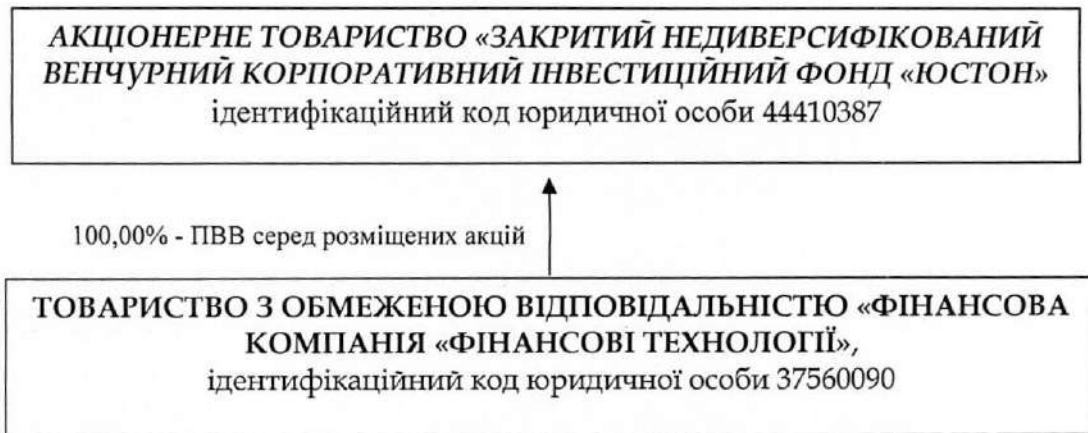 АКЦІОНЕРНЕ ТОВАРИСТВО «ЗАКРИТИЙ НЕДИВЕРСИФІКОВАНИЙ
ВЕНЧУРНИЙ КОРПОРАТИВНИЙ ІНВЕСТИЦІЙНИЙ ФОНД «ЮСТОН»
ідентифікаційний код юридичної особи 44410387
100,00% - ПВВ серед розміщених акцій
ТОВАРИСТВО З ОБМЕЖЕНОЮ ВІДПОВІДАЛЬНІСТЮ «ФІНАНСОВА
КОМПАНІЯ «ФІНАНСОВІ ТЕХНОЛОГІЇ»,
ідентифікаційний код юридичної особи 37560090